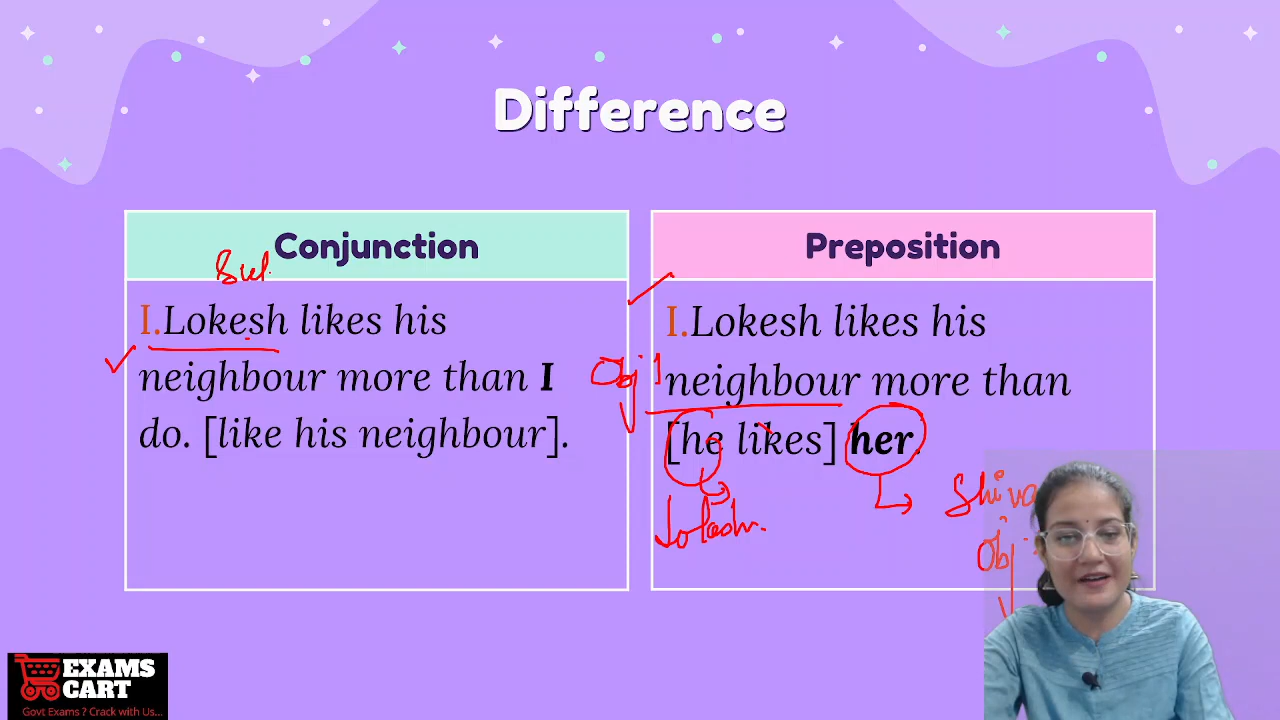 Difference
Conjunction
Sub.
I.Lokesh likes his
neighbour more than I
do. [like his neighbour].
Preposition
I.Lokesh likes his
Obj
neighbour more than
[he likes] her.
Lokesh.
Obj
EXAMS
CART
Govt Exams ? Crack with Us...